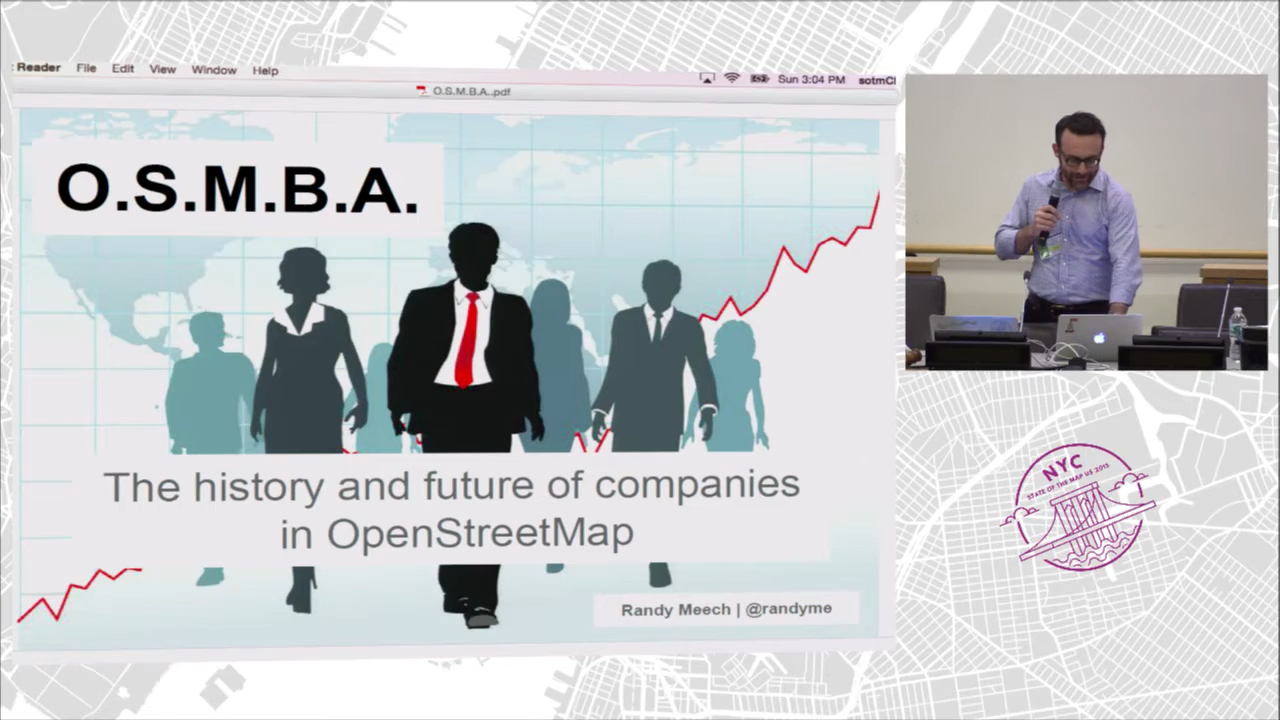 Reader File Edit View Window Help
Sun 3:04 PM sotmCl
O.S.M.B.A..pdf
O.S.M.B.A.
The history and future of companies
in OpenStreetMap
Randy Meech | @randyme
NYC
STATE OF THE MAP US 2015